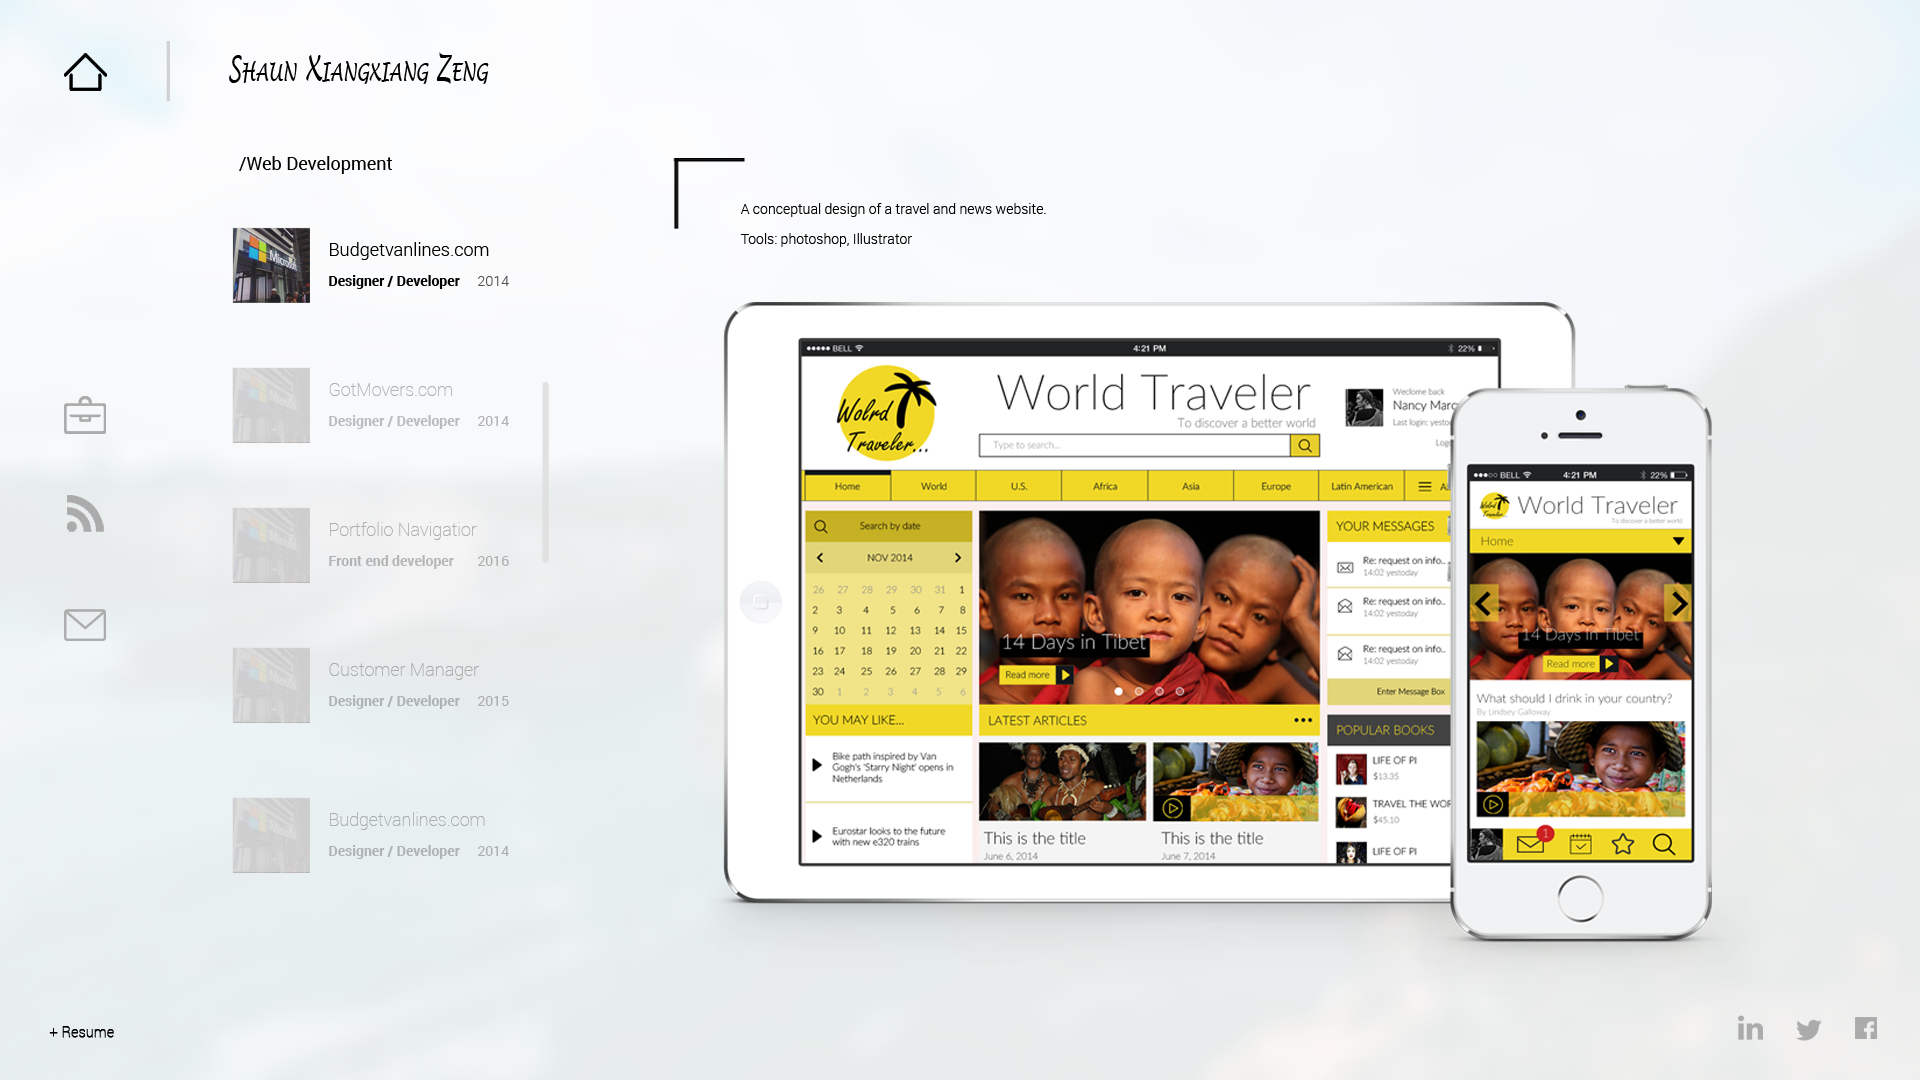 Shaun Xiangxiang Zeng
/Web Development
Budgetvanlines.com
Designer / Developer 2014
GotMovers.com
Designer / Developer 2014
Portfolio Navigatior
Front end developer 2016
Customer Manager
Designer / Developer 2015
Budgetvanlines.com
Designer / Developer 2014
+ Resume
A conceptual design of a travel and news website.
Tools: photoshop, Illustrator
BELL 4:21 PM 22%
Wolrd
Traveler...
World Traveler
To discover a better world
Type to search...
Weclome back
Nancy Marc
Last login: yesto
Logo
Home World U.S. Africa Asia Europe Latin American
Search by date
NOV 2014
26 27 28 29 30 31 1
2 3 4 5 6 7 8
9 10 11 12 13 14 15
16 17 18 19 20 21 22
23 24 25 26 27 28 29
30 1 2 3 4 5 6
YOU MAY LIKE...
Bike path inspired by Van
Gogh's 'Starry Night' opens in
Netherlands
Eurostar looks to the future
with new e320 trains
14 Days in Tibet
Read more
LATEST ARTICLES
This is the title
June 6, 2014
This is the title
June 7, 2014
YOUR MESSAGES
Re: request on info..
14:02 yestoday
Re: request on info..
14:02 yestoday
Re: request on info..
14:02 yestoday
Enter Message Box
POPULAR BOOKS
LIFE OF PI
$13.35
TRAVEL THE WOR
$45.10
LIFE OF PI
BELL 4:21 PM 22%
Wolrd
Traveler...
World Traveler
To discover a better world
Home
14 Days in Tibet
Read more
What should I drink in your country?
By Lindsey Galloway
1